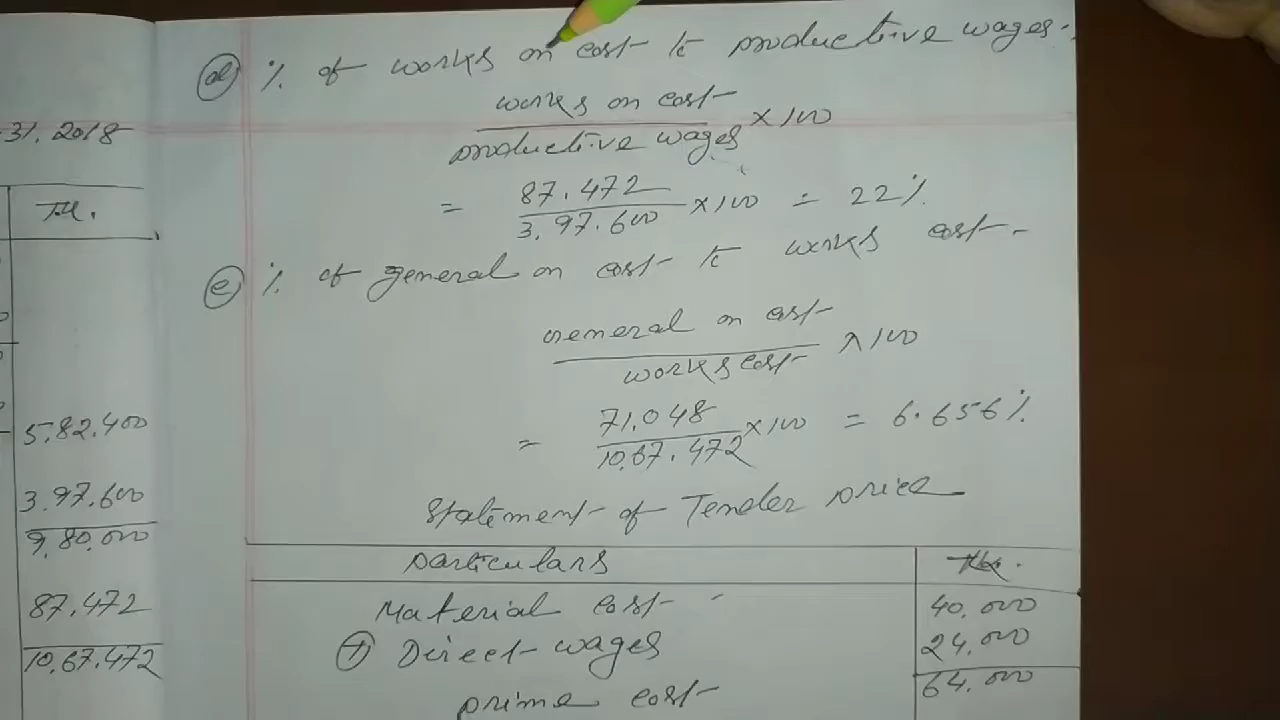 31.2018
TK.
5,82,400
3,97,600
9,80,000
87,472
10,67,472
(d) % of works on cost to productive wages.
works on cost
productive wages × 100
= 87,472
3,97,600 × 100 = 22%
(e) % of general on cost to works cost.
General on cost
works cost × 100
= 71,048
10,67,472 × 100 = 6.656%
Statement of Tender price
Particulars TK.
Material cost 40,000
(+) Direct wages 24,000
prime cost 64,000